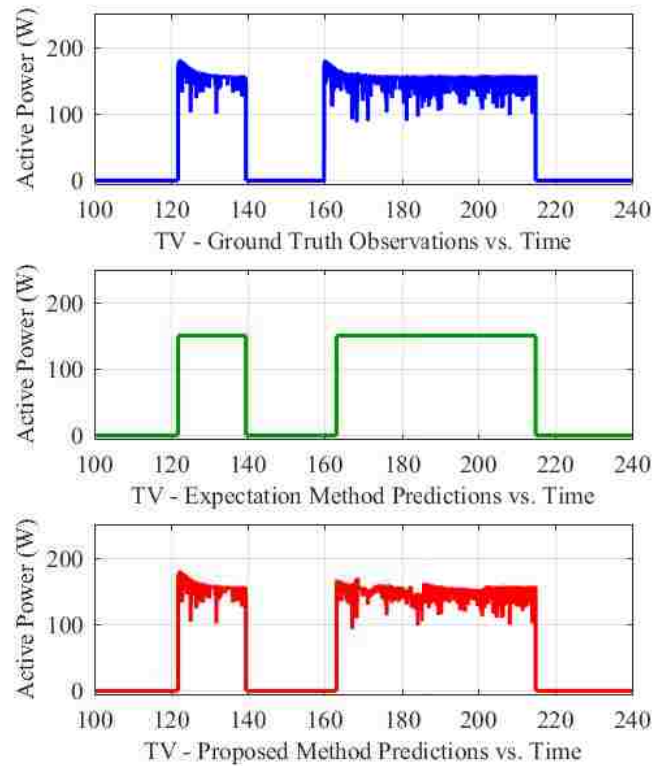 Active Power (W)
200
100
0
100 120 140 160 180 200 220 240
TV - Ground Truth Observations vs. Time
Active Power (W)
200
100
0
100 120 140 160 180 200 220 240
TV - Expectation Method Predictions vs. Time
Active Power (W)
200
100
0
100 120 140 160 180 200 220 240
TV - Proposed Method Predictions vs. Time